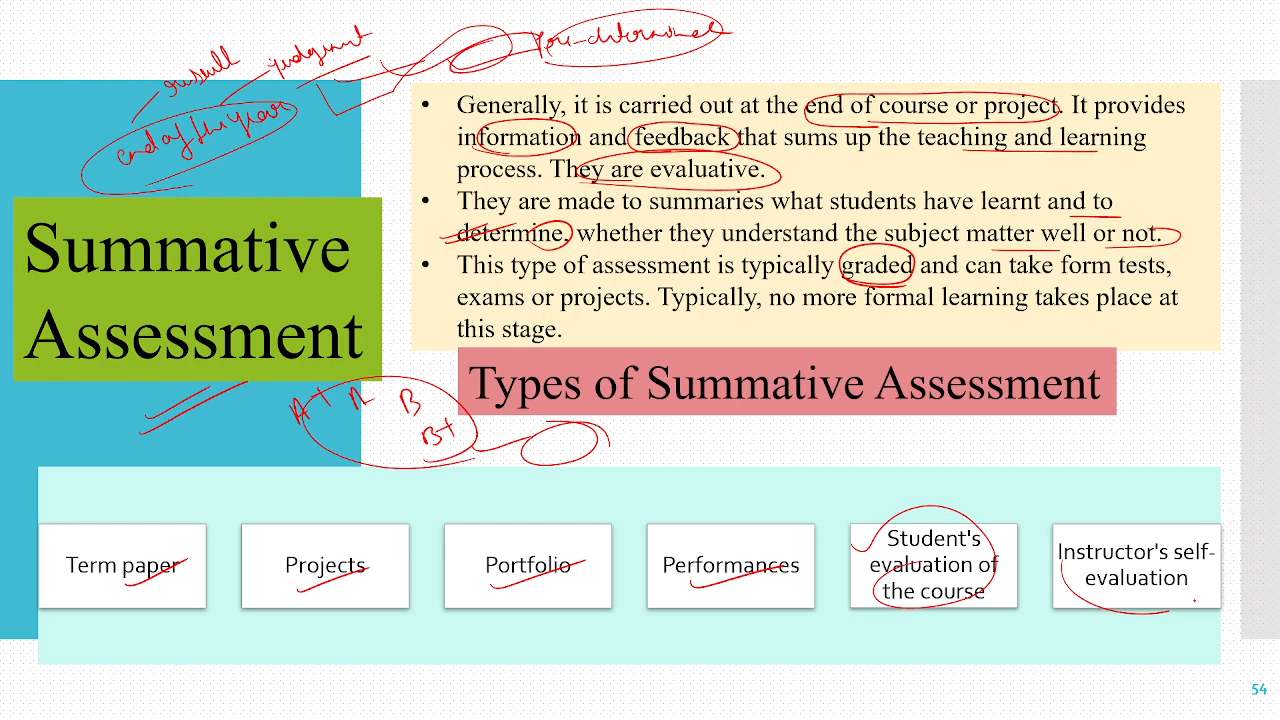 result
judgment
pre-determined
end of the year
Summative
Assessment
• Generally, it is carried out at the end of course or project. It provides
information and feedback that sums up the teaching and learning
process. They are evaluative.
• They are made to summaries what students have learnt and to
determine, whether they understand the subject matter well or not.
• This type of assessment is typically graded and can take form tests,
exams or projects. Typically, no more formal learning takes place at
this stage.
Types of Summative Assessment
A+ A B
B+
Term paper
Projects
Portfolio
Performances
Student's
evaluation of
the course
Instructor's self-
evaluation
54